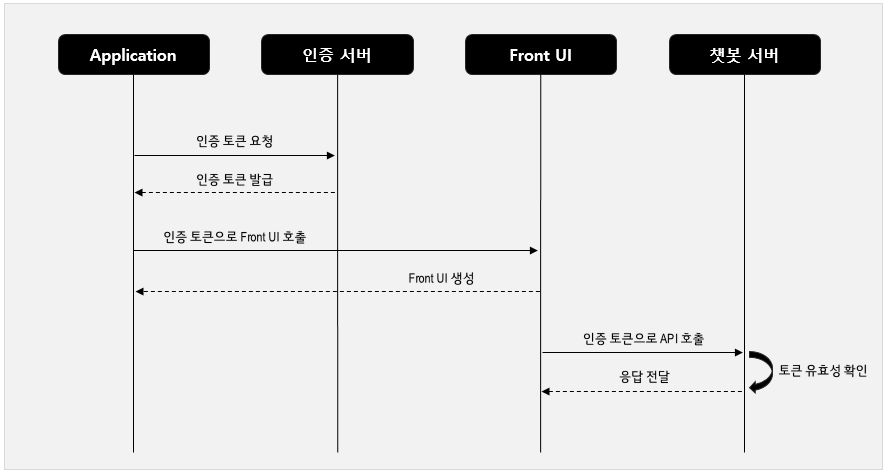 Application
인증 서버
Front UI
챗봇 서버
인증 토큰 요청
인증 토큰 발급
인증 토큰으로 Front UI 호출
Front UI 생성
인증 토큰으로 API 호출
토큰 유효성 확인
응답 전달